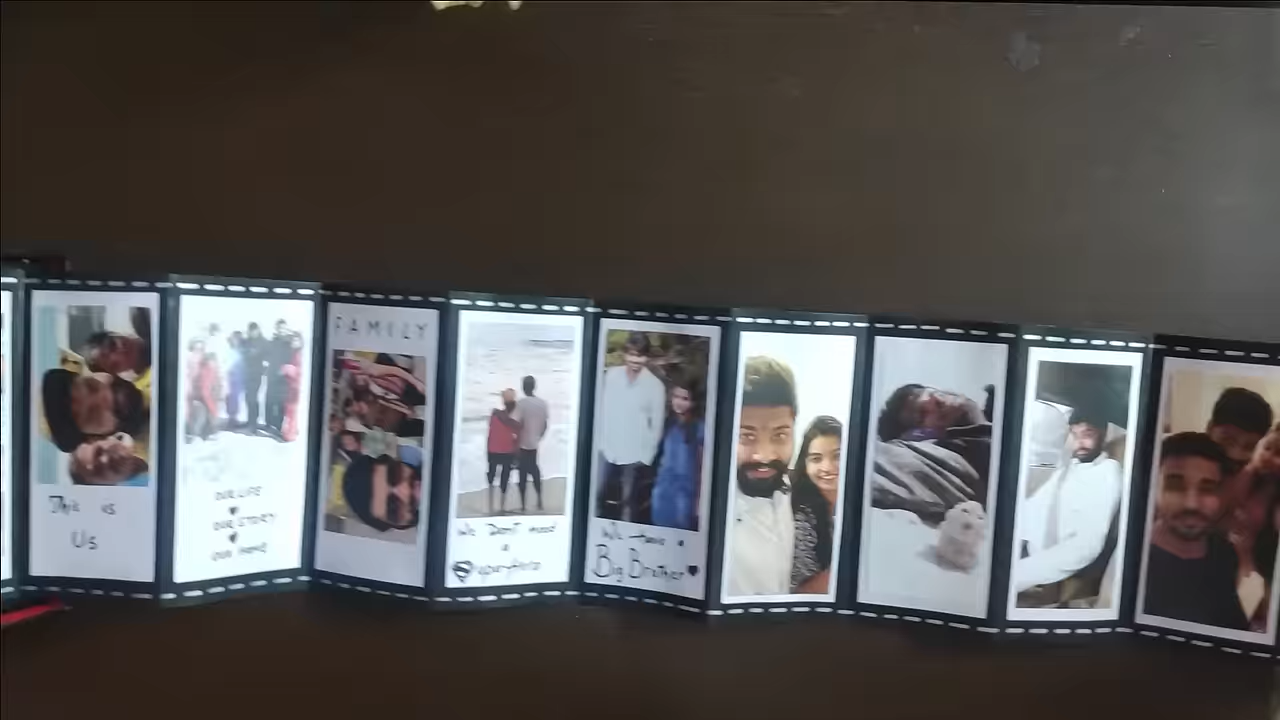 This is
Us
OUR LIFE
OUR STORY
OUR HOME
FAMILY
We Don't need
a
Superhero
We have a
Big Brother